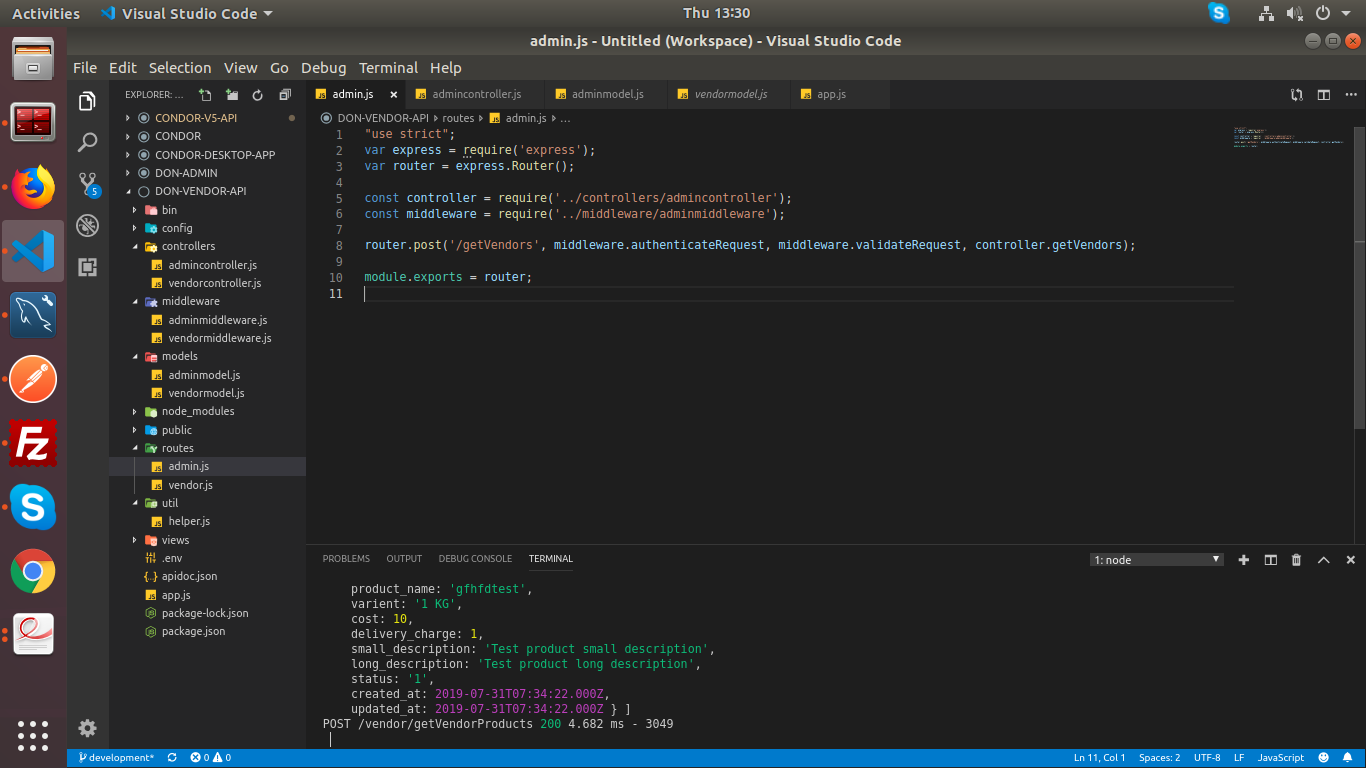 Activities
Visual Studio Code
Thu 13:30
admin.js - Untitled (Workspace) - Visual Studio Code
File Edit Selection View Go Debug Terminal Help
EXPLORER: ...
CONDOR-V5-API
CONDOR
CONDOR-DESKTOP-APP
DON-ADMIN
DON-VENDOR-API
bin
config
controllers
admincontroller.js
vendorcontroller.js
middleware
adminmiddleware.js
vendormiddleware.js
models
adminmodel.js
vendormodel.js
node_modules
public
routes
admin.js
vendor.js
util
helper.js
views
.env
apidoc.json
app.js
package-lock.json
package.json
5
admin.js admincontroller.js adminmodel.js vendormodel.js app.js
DON-VENDOR-API routes admin.js ...
1 "use strict";
2 var express = require('express');
3 var router = express.Router();
4
5 const controller = require('../controllers/admincontroller');
6 const middleware = require('../middleware/adminmiddleware');
7
8 router.post('/getVendors', middleware.authenticateRequest, middleware.validateRequest, controller.getVendors);
9
10 module.exports = router;
11
PROBLEMS OUTPUT DEBUG CONSOLE TERMINAL
1: node
product_name: 'gfhfdtest',
varient: '1 KG',
cost: 10,
delivery_charge: 1,
small_description: 'Test product small description',
long_description: 'Test product long description',
status: '1',
created_at: 2019-07-31T07:34:22.000Z,
updated_at: 2019-07-31T07:34:22.000Z } ]
POST /vendor/getVendorProducts 200 4.682 ms - 3049
development* 0 0
Ln 11, Col 1 Spaces: 2 UTF-8 LF JavaScript